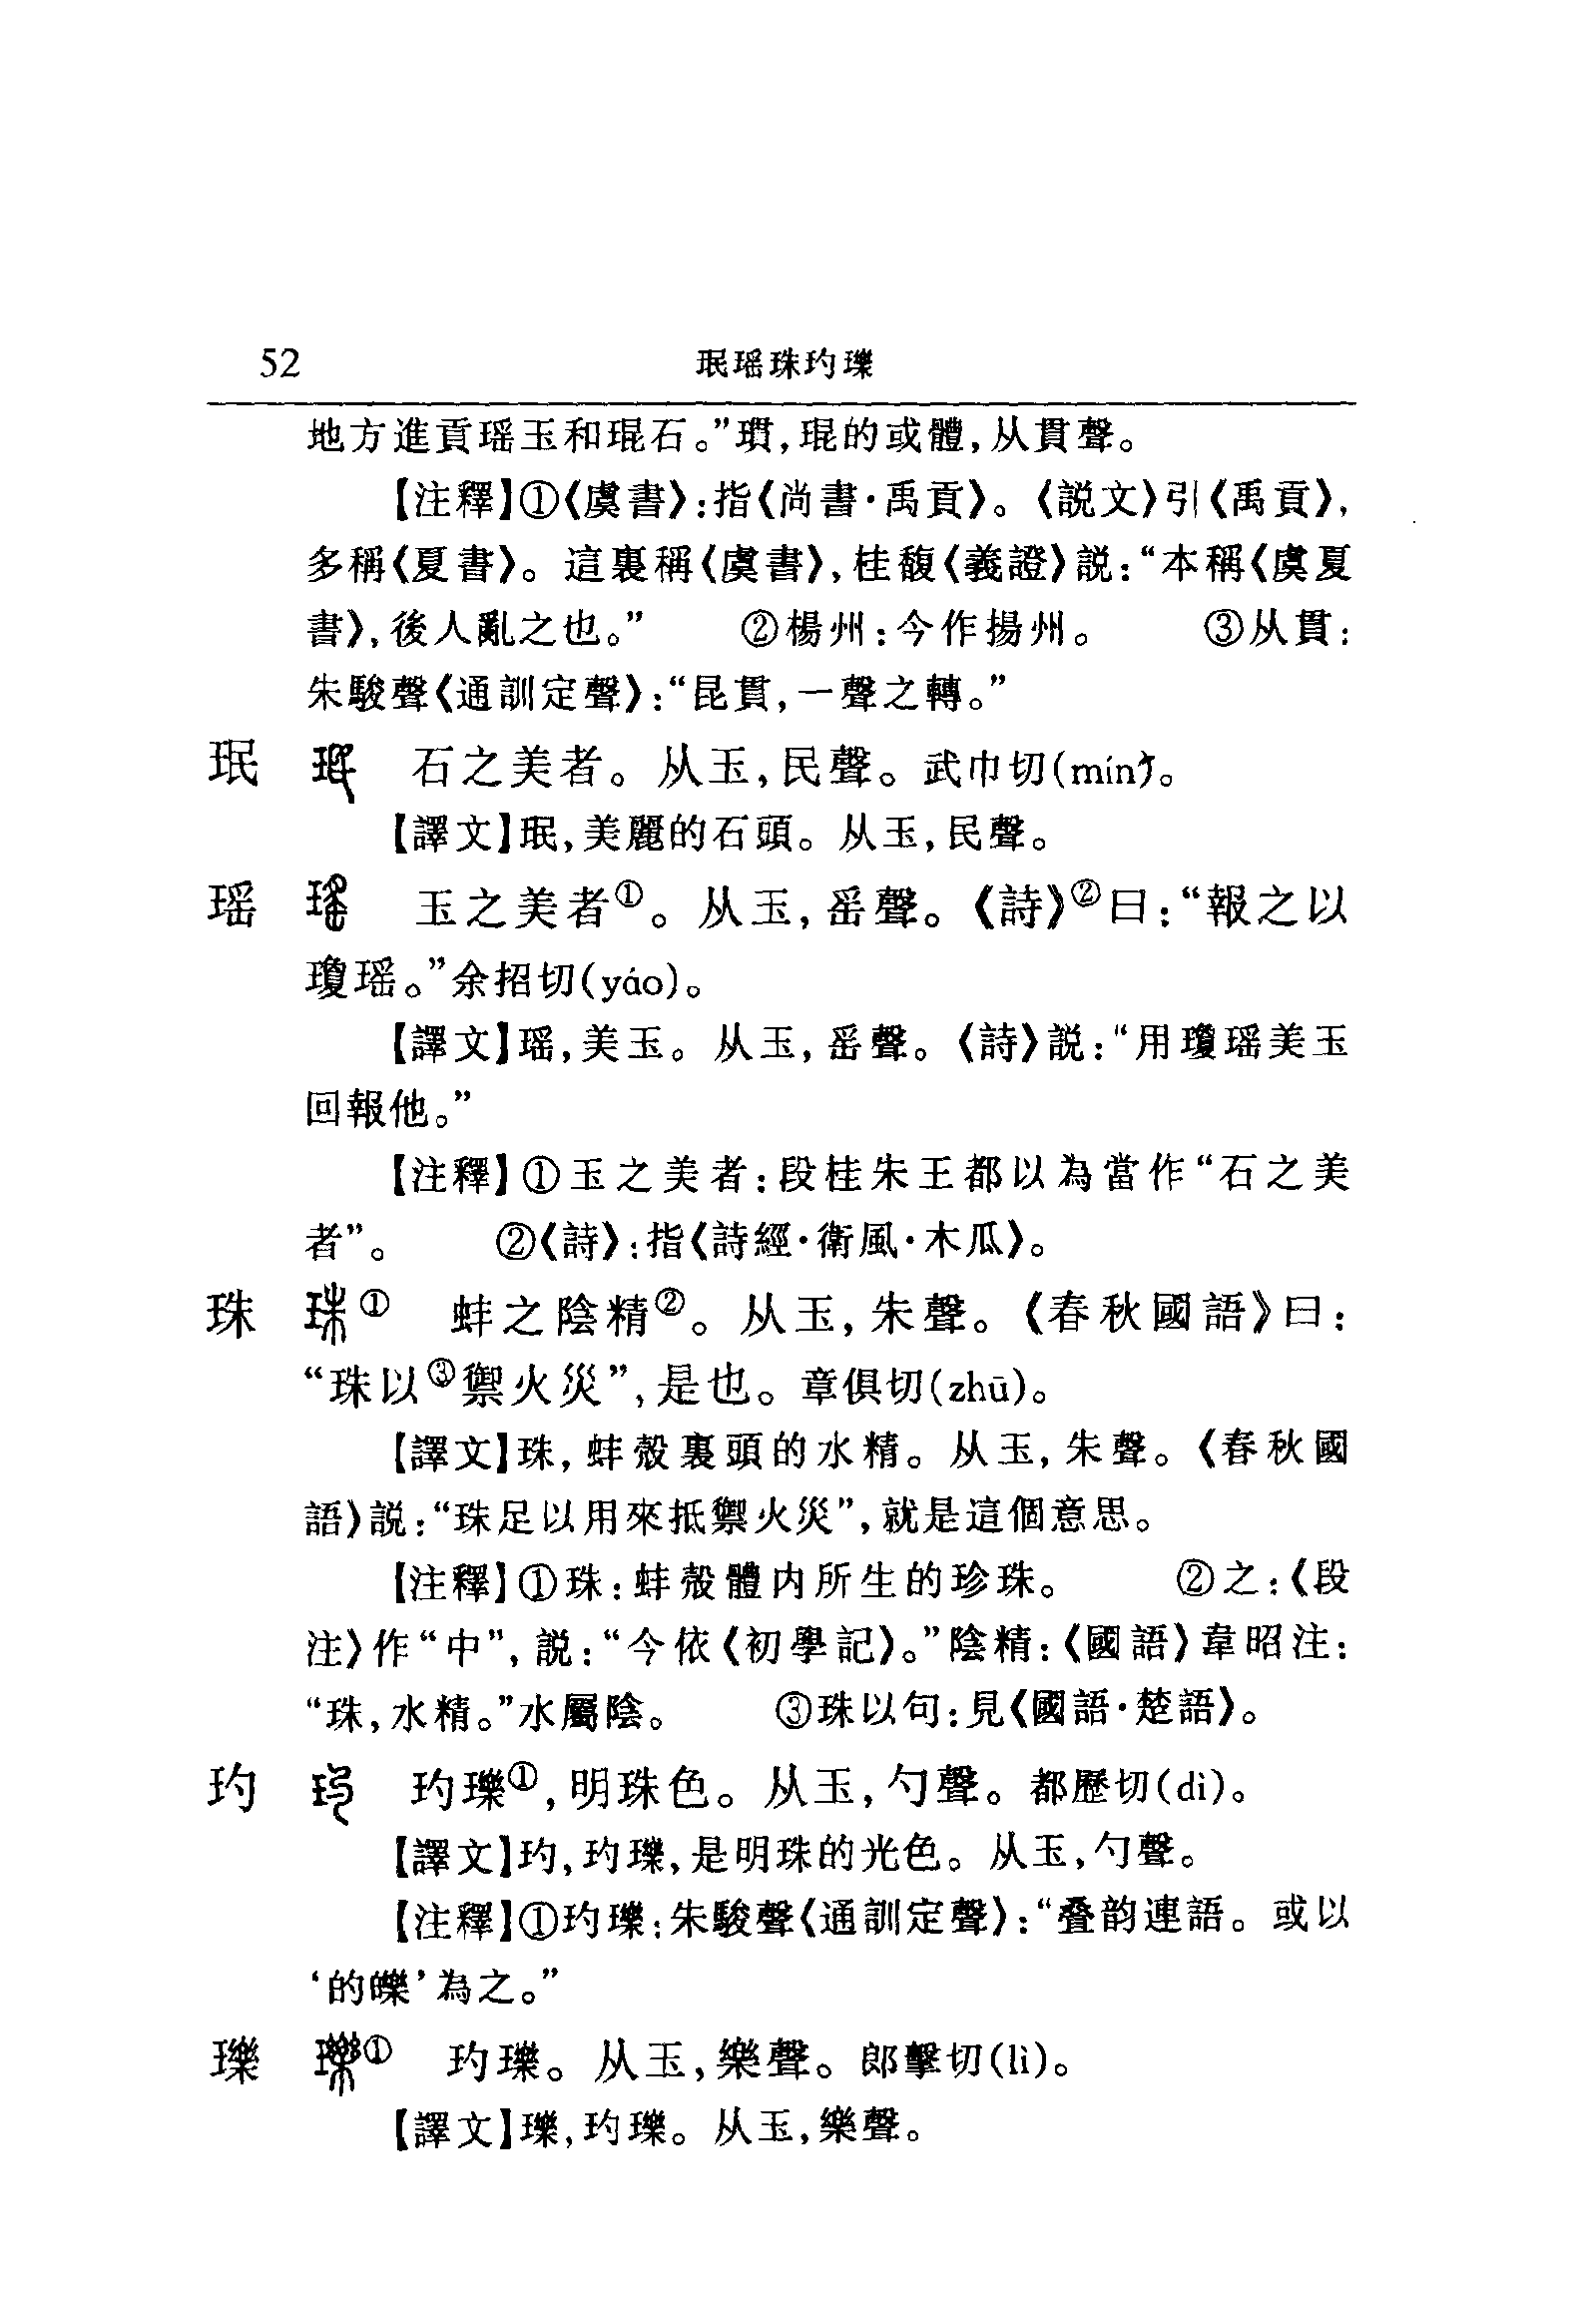 52 珉瑶珠玓瓅
地方進貢瑶玉和琨石。”瑻,琨的或體,从貫聲。
【注釋】①《虞書》:指《尚書·禹貢》。《説文》引《禹貢》,
多稱《夏書》。這裏稱《虞書》,桂馥《義證》説:“本稱《虞夏
書》,後人亂之也。” ②楊州:今作揚州。 ③从貫:
朱駿聲《通訓定聲》:“昆貫,一聲之轉。”
珉 石之美者。从玉,民聲。武巾切(mín)。
【譯文】珉,美麗的石頭。从玉,民聲。
瑶 玉之美者①。从玉,䍃聲。《詩》②曰:“報之以
瓊瑶。”余招切(yáo)。
【譯文】瑶,美玉。从玉,䍃聲。《詩》説:“用瓊瑶美玉
回報他。”
【注釋】①玉之美者:段桂朱王都以為當作“石之美
者”。 ②《詩》:指《詩經·衛風·木瓜》。
珠 ① 蚌之陰精②。从玉,朱聲。《春秋國語》曰:
“珠以③禦火災”,是也。章俱切(zhū)。
【譯文】珠,蚌殻裏頭的水精。从玉,朱聲。《春秋國
語》説:“珠足以用來抵禦火災”,就是這個意思。
【注釋】①珠:蚌殻體内所生的珍珠。 ②之:《段
注》作“中”,説:“今依《初學記》。”陰精:《國語》韋昭注:
“珠,水精。”水屬陰。 ③珠以句:見《國語·楚語》。
玓 玓瓅①,明珠色。从玉,勺聲。都歷切(dì)。
【譯文】玓,玓瓅,是明珠的光色。从玉,勺聲。
【注釋】①玓瓅:朱駿聲《通訓定聲》:“叠韵連語。或以
‘的皪’為之。”
瓅 ① 玓瓅。从玉,樂聲。郎擊切(lì)。
【譯文】瓅,玓瓅。从玉,樂聲。